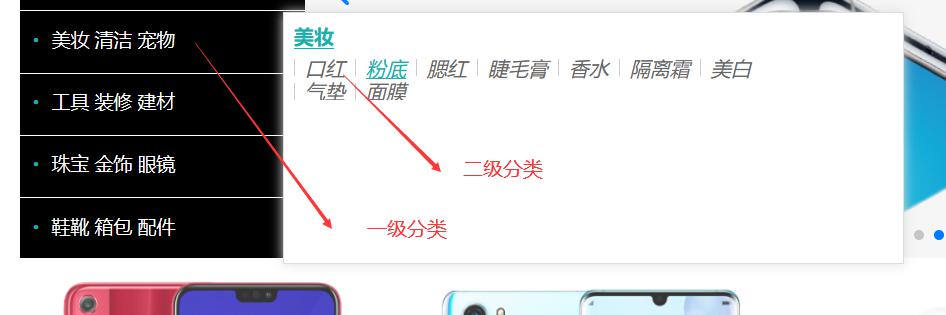 美妆 清洁 宠物
工具 装修 建材
珠宝 金饰 眼镜
鞋靴 箱包 配件
美妆
口红 粉底 腮红 睫毛膏 香水 隔离霜 美白
气垫 面膜
二级分类
一级分类